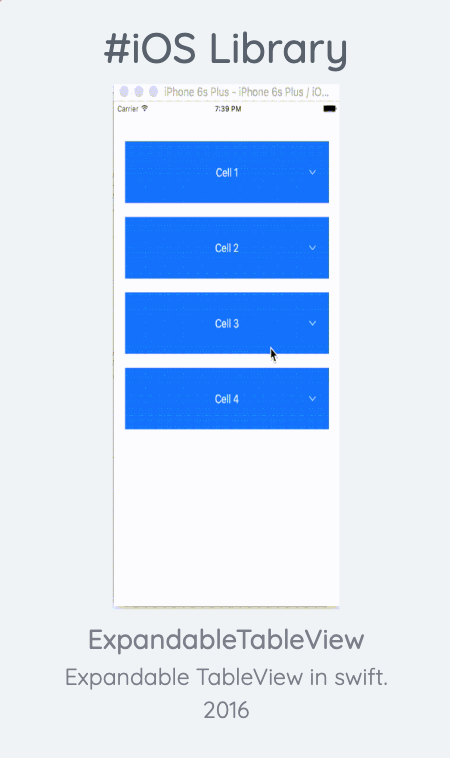 #iOS Library
iPhone 6s Plus - iPhone 6s Plus / iO...
Carrier 7:39 PM
Cell 1
Cell 2
Cell 3
Cell 4
ExpandableTableView
Expandable TableView in swift.
2016